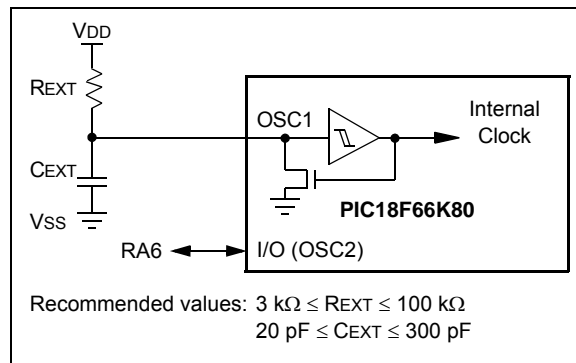 VDD
REXT
OSC1
Internal
Clock
CEXT
PIC18F66K80
VSS
RA6
I/O (OSC2)
Recommended values: 3 kΩ ≤ REXT ≤ 100 kΩ
20 pF ≤ CEXT ≤ 300 pF